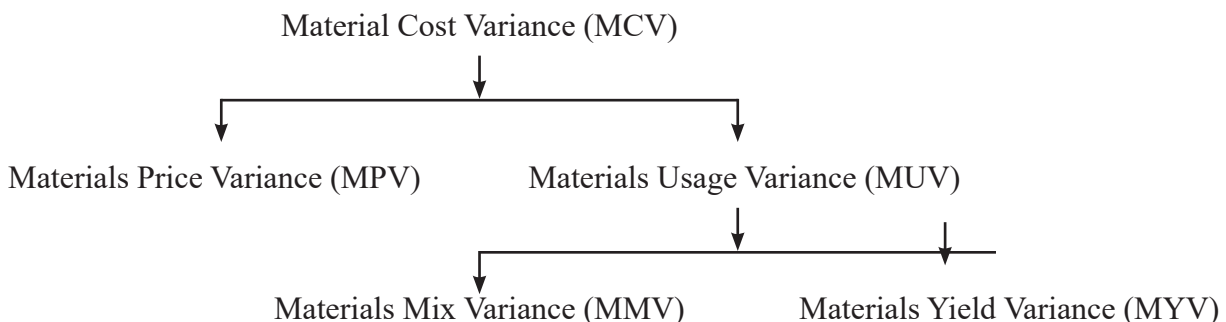 Material Cost Variance (MCV)
Materials Price Variance (MPV) Materials Usage Variance (MUV)
Materials Mix Variance (MMV) Materials Yield Variance (MYV)